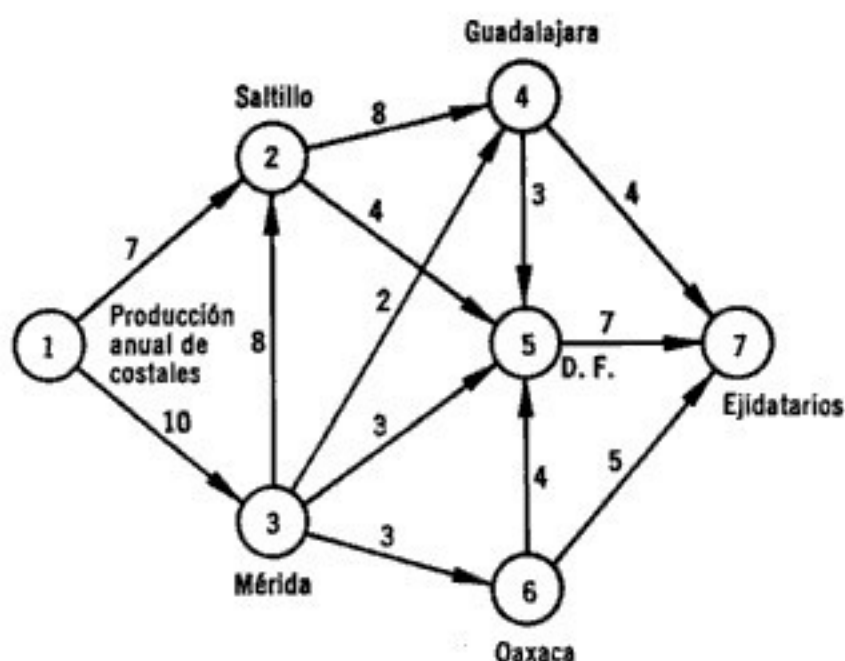 Guadalajara
4
Saltillo
8
2
3
4
4
7
2
Producción
anual de
costales
1
8
5
7
7
D. F.
Ejidatarios
10
3
5
4
3
3
Mérida
6
Oaxaca